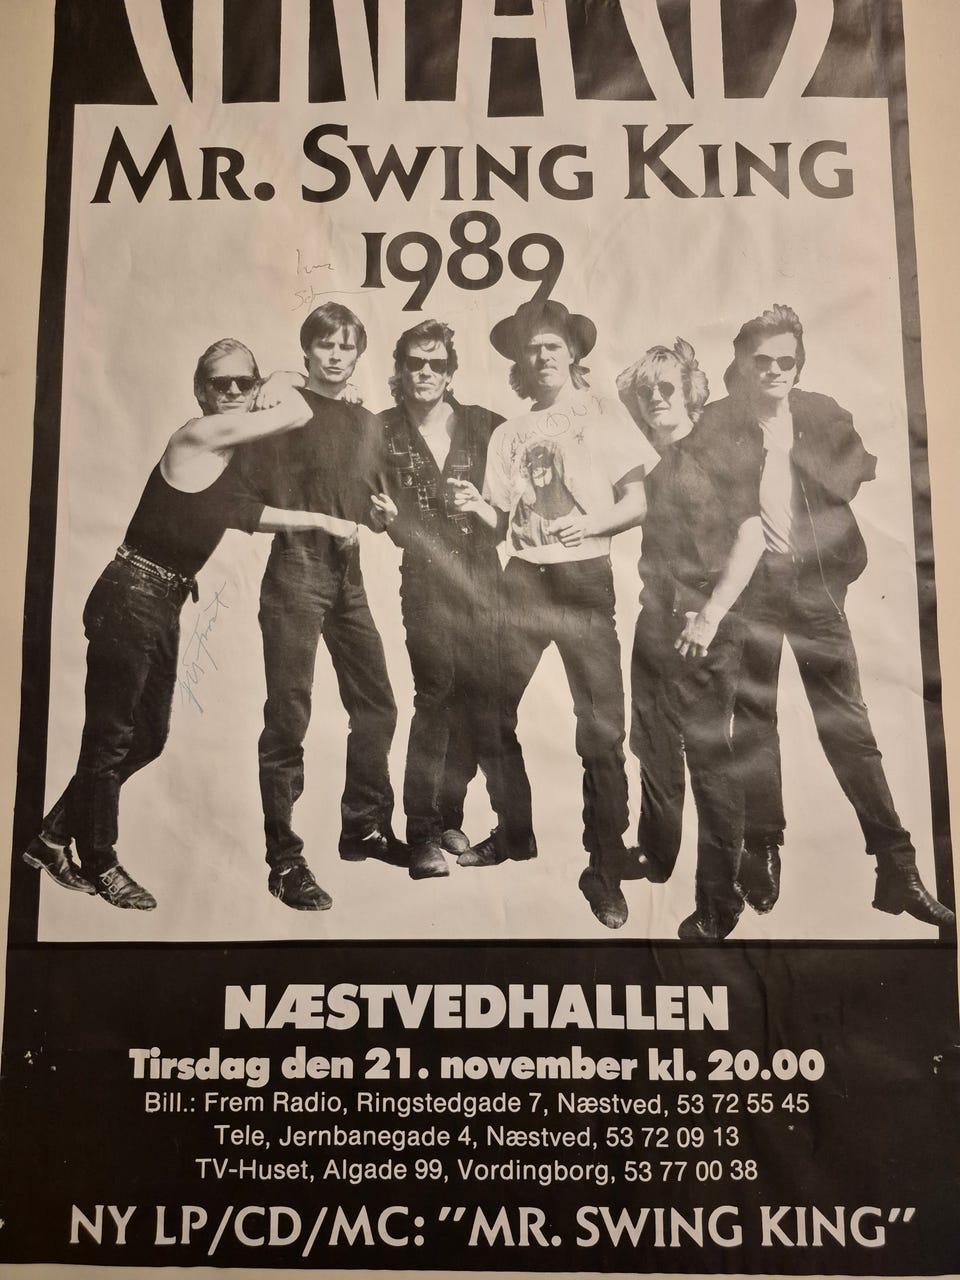 MR. SWING KING
1989
NÆSTVEDHALLEN
Tirsdag den 21. november kl. 20.00
Bill.: Frem Radio, Ringstedgade 7, Næstved, 53 72 55 45
Tele, Jernbanegade 4, Næstved, 53 72 09 13
TV-Huset, Algade 99, Vordingborg, 53 77 00 38
NY LP/CD/MC: "MR. SWING KING"